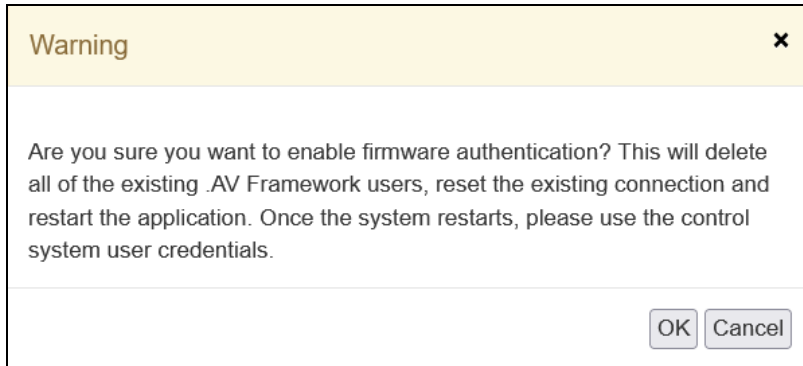 Warning
×
Are you sure you want to enable firmware authentication? This will delete
all of the existing .AV Framework users, reset the existing connection and
restart the application. Once the system restarts, please use the control
system user credentials.
OK Cancel